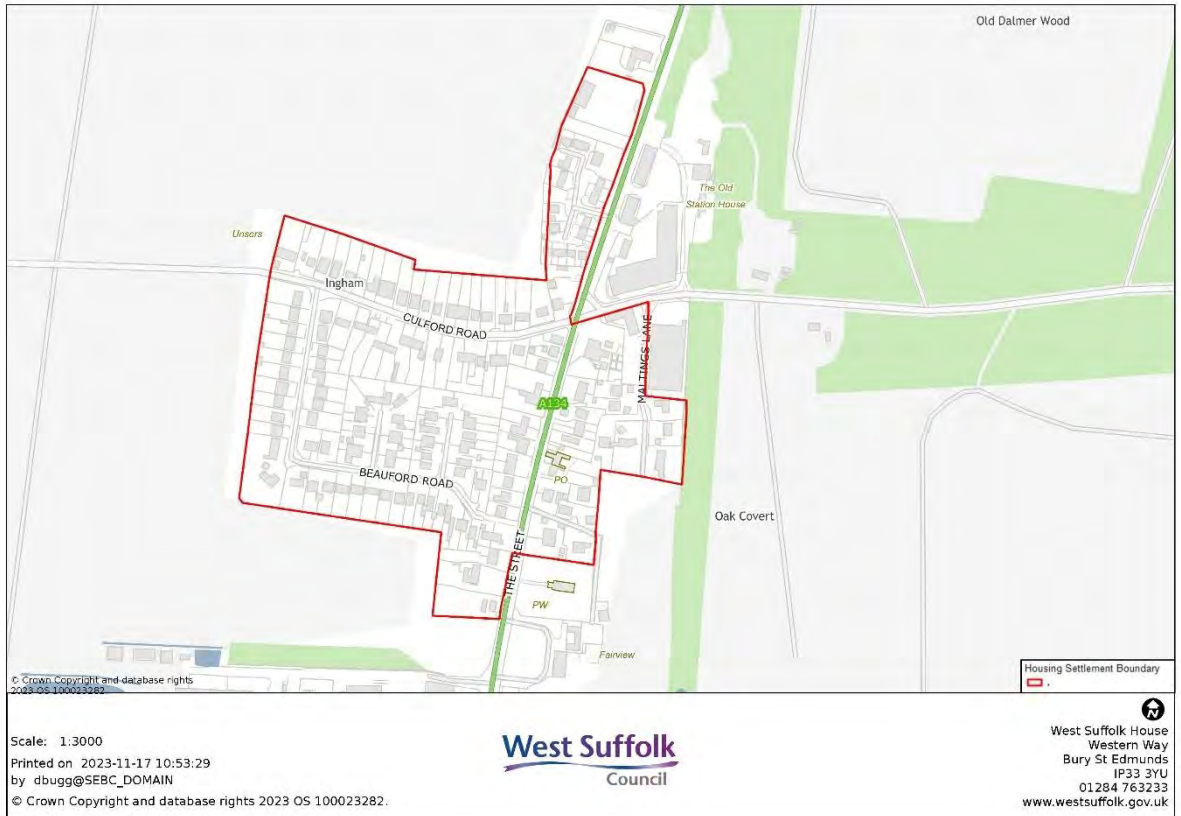 Old Dalmer Wood
The Old
Station House
Unsors
Ingham
CULFORD ROAD
MALTINGS LANE
A134
BEAUFORD ROAD
PO
Oak Covert
THE STREET
PW
Fairview
© Crown Copyright and database rights
2023 OS 100023282
Housing Settlement Boundary
.
N
Scale: 1:3000
Printed on 2023-11-17 10:53:29
by dbugg@SEBC_DOMAIN
© Crown Copyright and database rights 2023 OS 100023282.
West Suffolk
Council
West Suffolk House
Western Way
Bury St Edmunds
IP33 3YU
01284 763233
www.westsuffolk.gov.uk